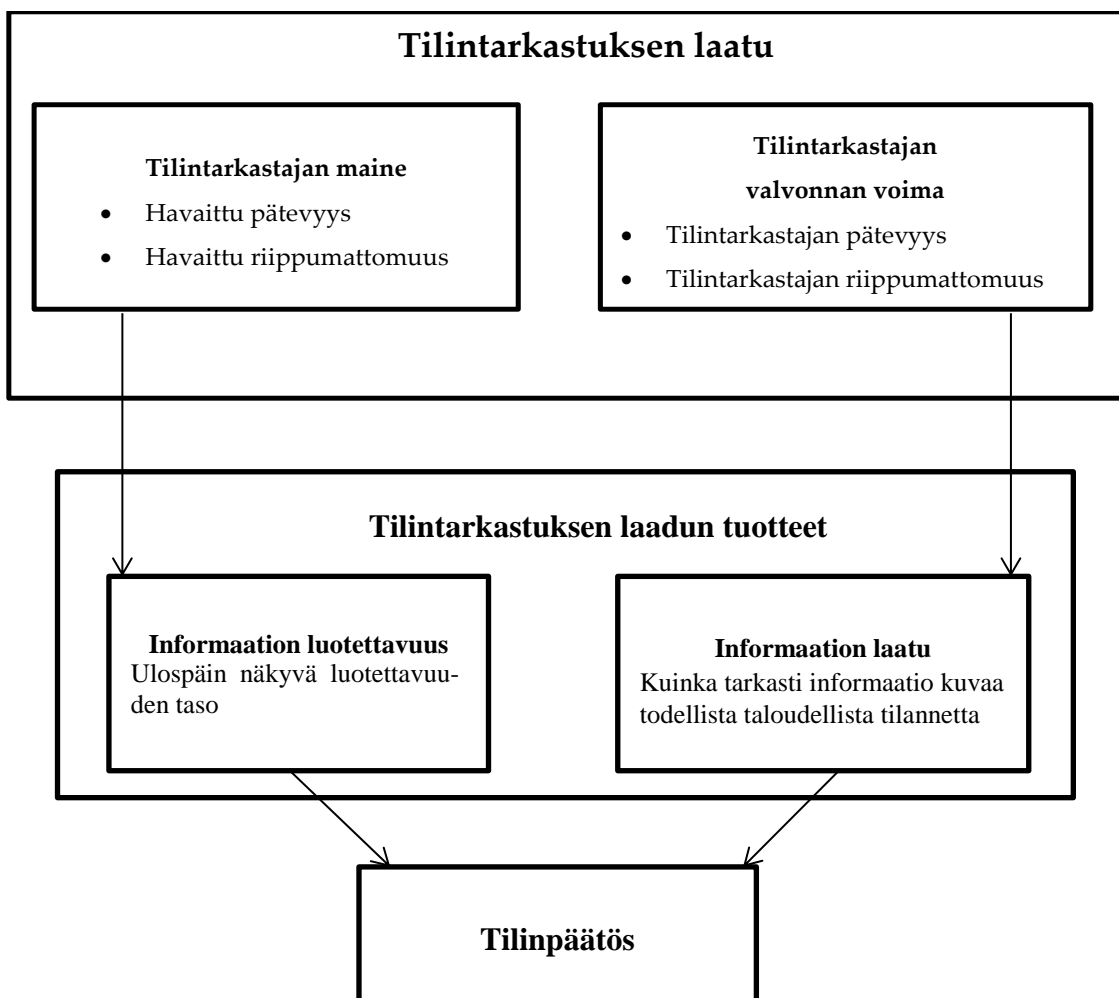 Tilintarkastuksen laatu
Tilintarkastajan maine
• Havaittu pätevyys
• Havaittu riippumattomuus
Tilintarkastajan
valvonnan voima
• Tilintarkastajan pätevyys
• Tilintarkastajan riippumattomuus
Tilintarkastuksen laadun tuotteet
Informaation luotettavuus
Ulospäin näkyvä luotettavuu-
den taso
Informaation laatu
Kuinka tarkasti informaatio kuvaa
todellista taloudellista tilannetta
Tilinpäätös